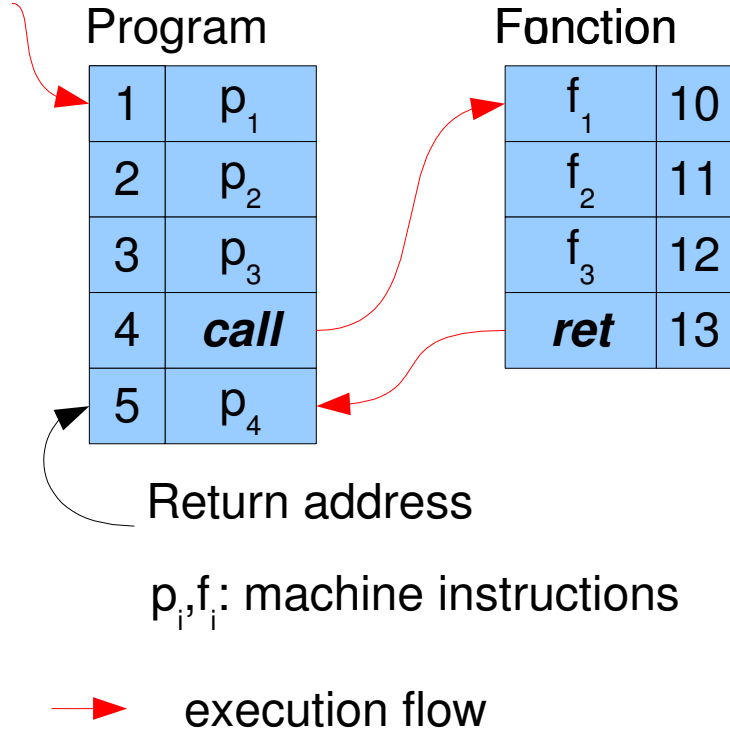 Program Function
1 p₁ f₁ 10
2 p₂ f₂ 11
3 p₃ f₃ 12
4 call ret 13
5 p₄
Return address
pᵢ,fᵢ: machine instructions
execution flow